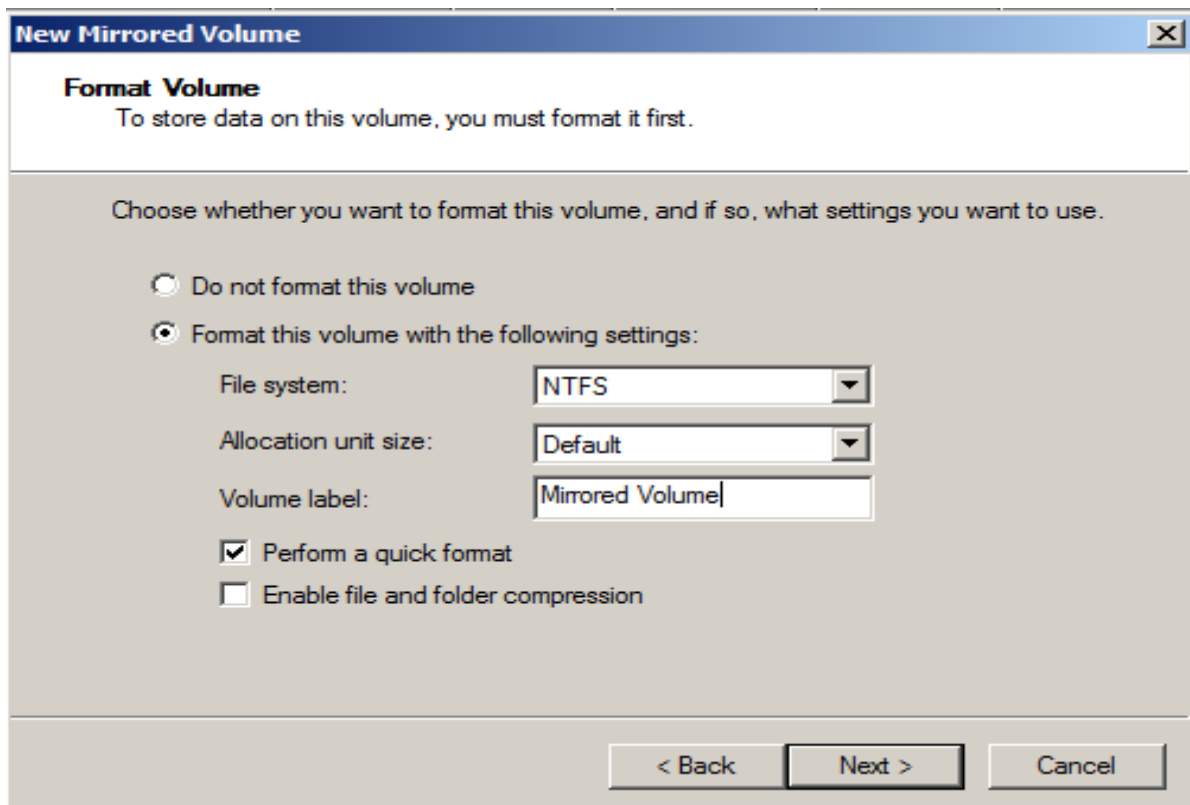 New Mirrored Volume
Format Volume
To store data on this volume, you must format it first.
Choose whether you want to format this volume, and if so, what settings you want to use.
Do not format this volume
Format this volume with the following settings:
File system: NTFS
Allocation unit size: Default
Volume label: Mirrored Volume
Perform a quick format
Enable file and folder compression
< Back Next > Cancel